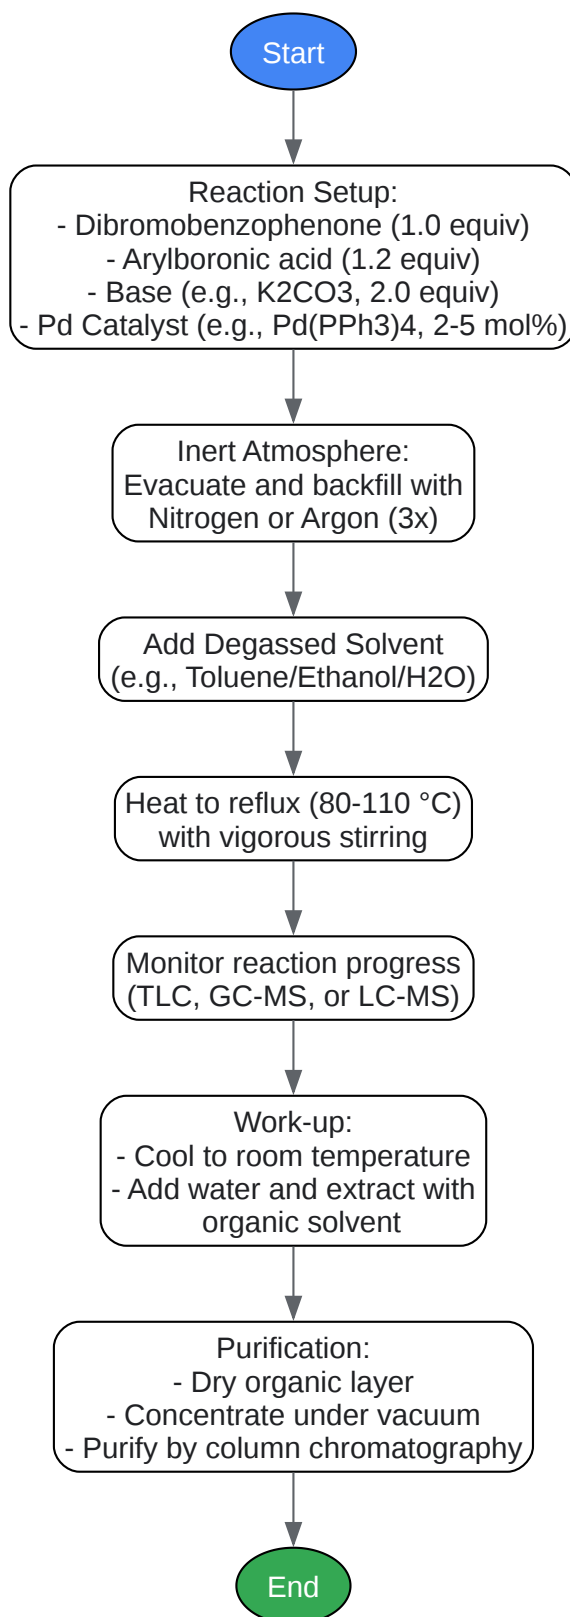 Start
Reaction Setup:
- Dibromobenzophenone (1.0 equiv)
- Arylboronic acid (1.2 equiv)
- Base (e.g., K2CO3, 2.0 equiv)
- Pd Catalyst (e.g., Pd(PPh3)4, 2-5 mol%)
Inert Atmosphere:
Evacuate and backfill with
Nitrogen or Argon (3x)
Add Degassed Solvent
(e.g., Toluene/Ethanol/H2O)
Heat to reflux (80-110 °C)
with vigorous stirring
Monitor reaction progress
(TLC, GC-MS, or LC-MS)
Work-up:
- Cool to room temperature
- Add water and extract with
organic solvent
Purification:
- Dry organic layer
- Concentrate under vacuum
- Purify by column chromatography
End